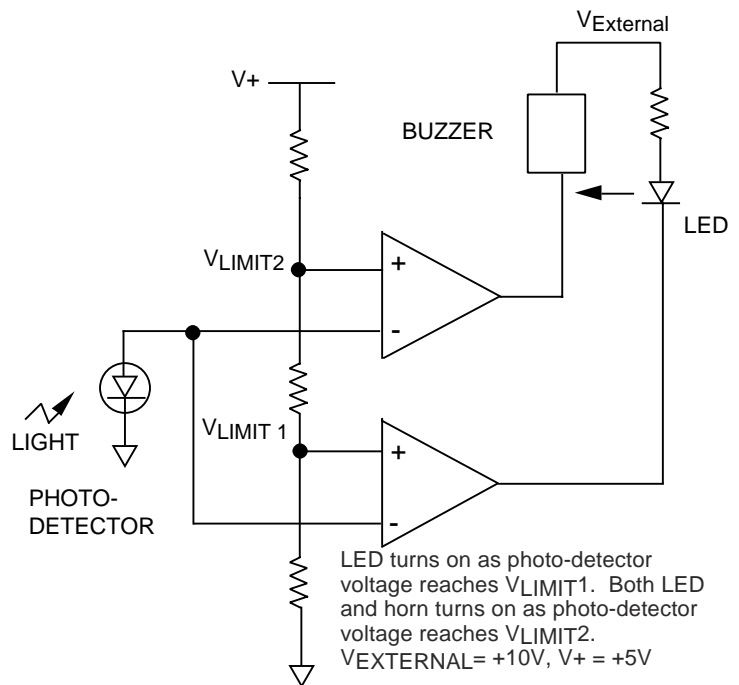 VExternal
V+
BUZZER
LED
VLIMIT2
+
-
VLIMIT 1
+
-
LIGHT
PHOTO-
DETECTOR
LED turns on as photo-detector
voltage reaches VLIMIT1. Both LED
and horn turns on as photo-detector
voltage reaches VLIMIT2.
VEXTERNAL= +10V, V+ = +5V